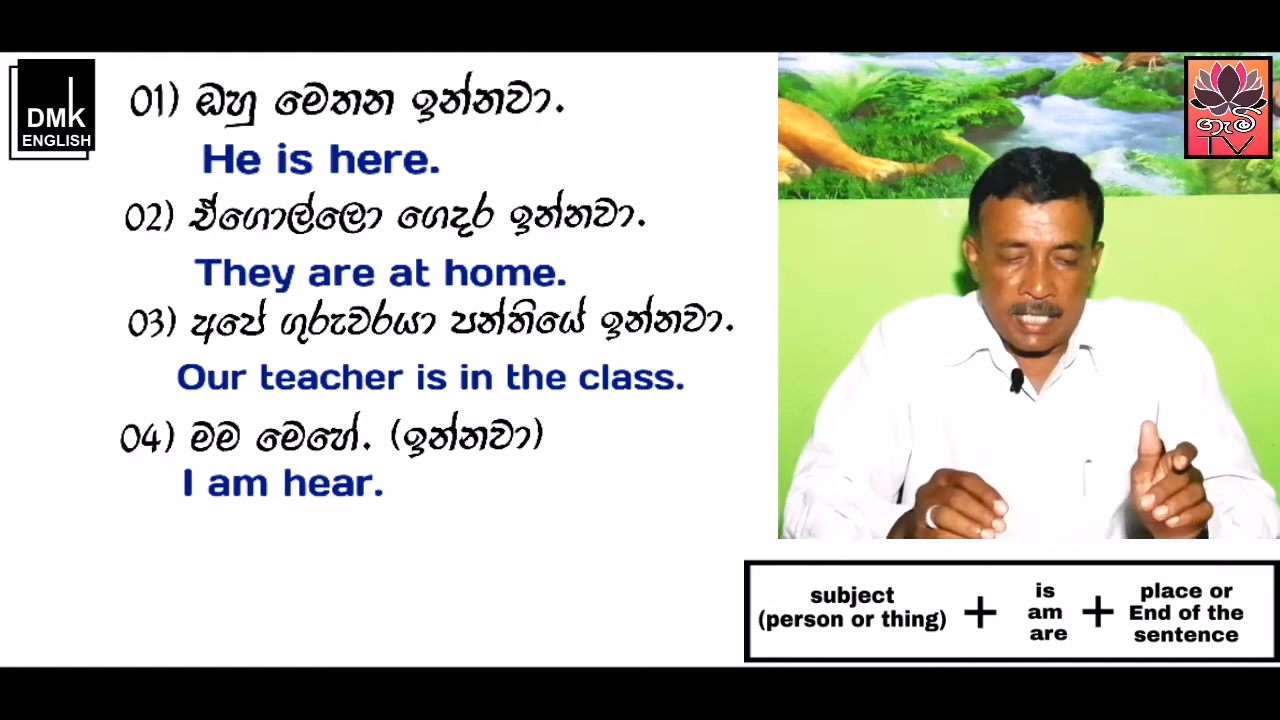 DMK
ENGLISH
01) ඔහු මෙතන ඉන්නවා.
He is here.
02) ඒගොල්ලො ගෙදර ඉන්නවා.
They are at home.
03) අපේ ගුරුවරයා පන්තියේ ඉන්නවා.
Our teacher is in the class.
04) මම මෙහේ. (ඉන්නවා)
I am hear.
ගැමි
TV
subject
(person or thing)
+
is
am
are
+
place or
End of the
sentence